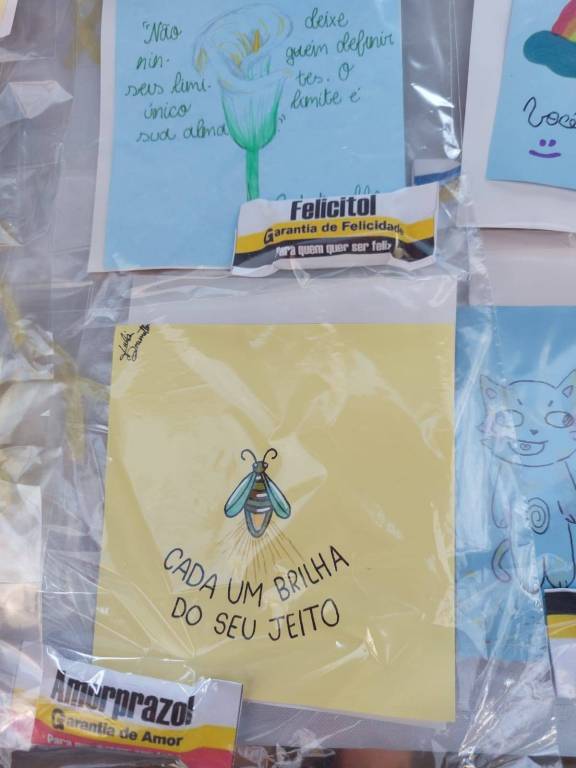 "Não deixe
nin- guém definir
seus limi- tes. O
único limite é
sua alma"
Você
Felicitol
Garantia de Felicidade
Para quem quer ser feliz
CADA UM BRILHA
DO SEU JEITO
Amorprazol
Garantia de Amor